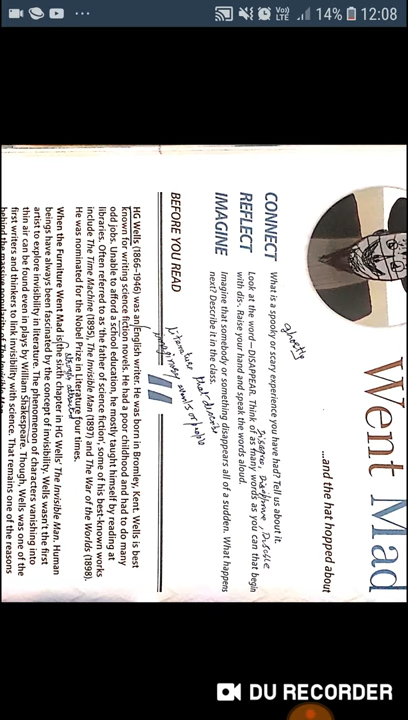 14% 12:08
Went Mad
...and the hat hopped about
CONNECT What is a spooky or scary experience you have had? Tell us about it.
ghostly
REFLECT Look at the word—DISAPPEAR. Think of as many words as you can that begin
with dis-. Raise your hand and speak the words aloud.
IMAGINE Imagine that somebody or something disappears all of a sudden. What happens
next? Describe it in the class.
BEFORE YOU READ
HG Wells (1866–1946) was an English writer. He was born in Bromley, Kent. Wells is best
known for writing science fiction novels. He had a poor childhood and had to do many
odd jobs. Unable to afford a school education, he mostly taught himself by reading at
libraries. Often referred to as 'the father of science fiction', some of his best-known works
include The Time Machine (1895), The Invisible Man (1897) and The War of the Worlds (1898).
He was nominated for the Nobel Prize in Literature four times.
When the Furniture Went Mad is the sixth chapter in HG Wells' The Invisible Man. Human
beings have always been fascinated by the concept of invisibility. Wells wasn't the first
artist to explore invisibility in literature. The phenomenon of characters vanishing into
thin air can be found even in plays by William Shakespeare. Though, Wells was one of the
first writers and thinkers to link invisibility with science. That remains one of the reasons
DU RECORDER